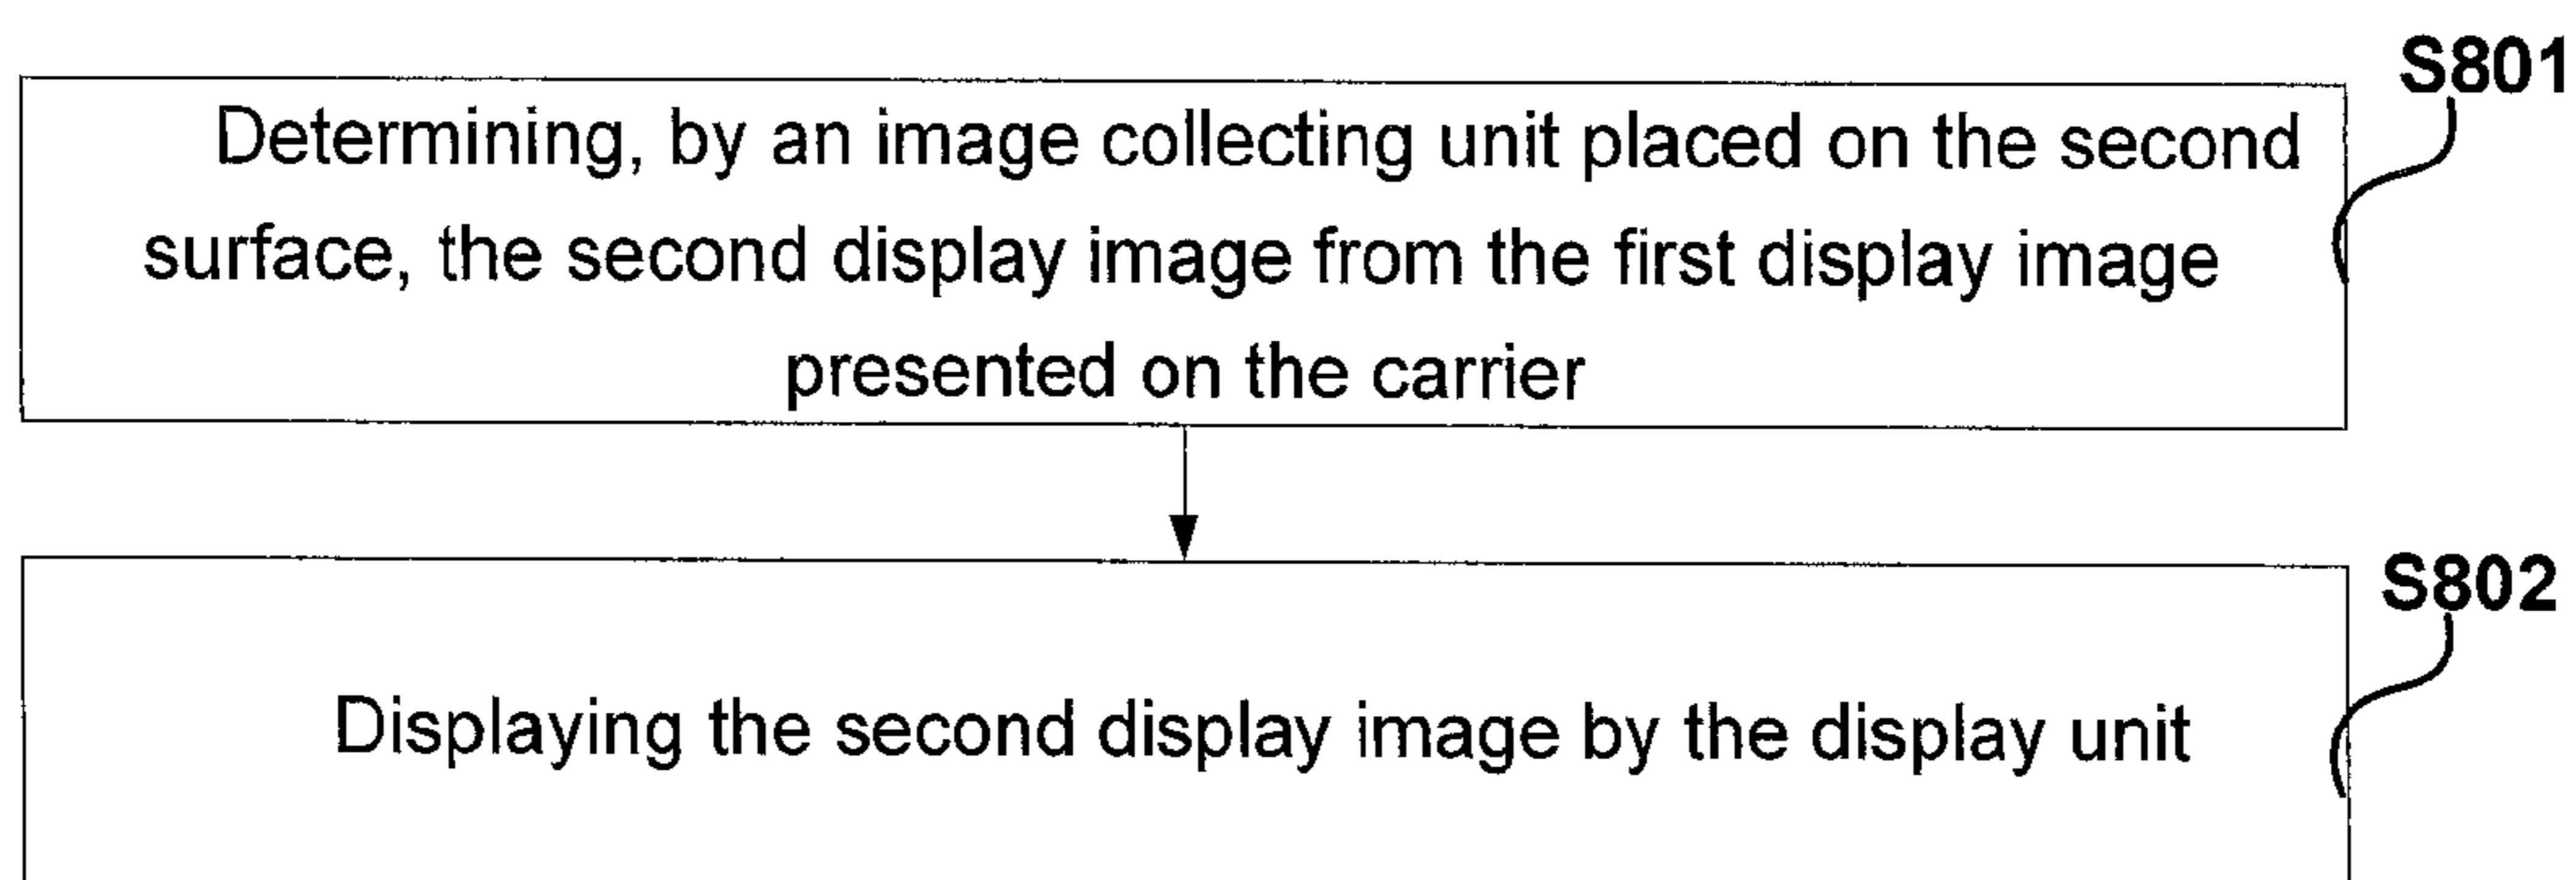 S801
Determining, by an image collecting unit placed on the second
surface, the second display image from the first display image
presented on the carrier
S802
Displaying the second display image by the display unit